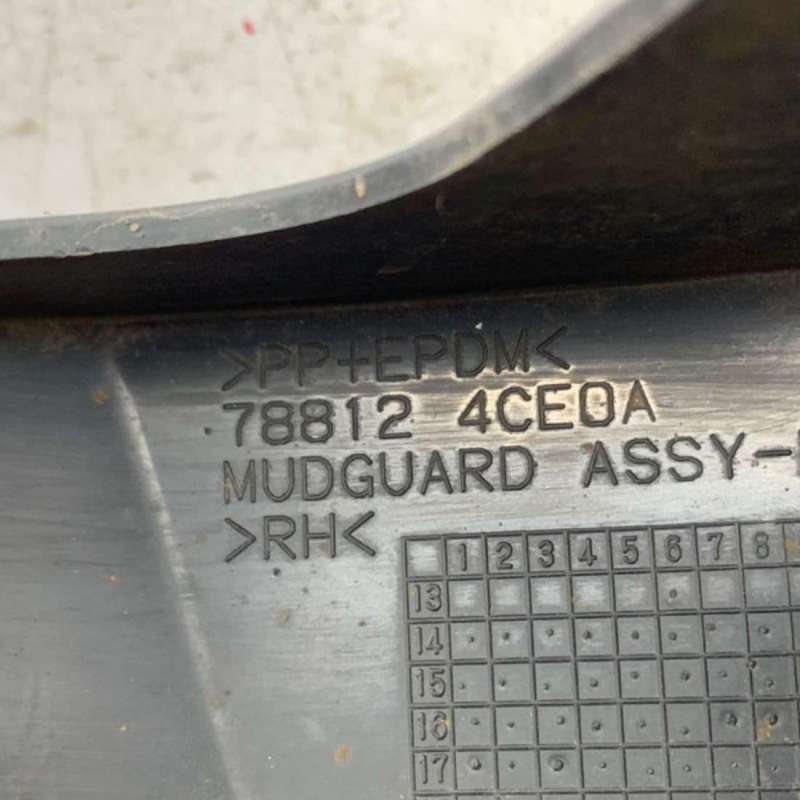 >PP+EPDM<
78812 4CE0A
MUDGUARD ASSY-
>RH<
1 2 3 4 5 6 7 8
13
14
15
16
17